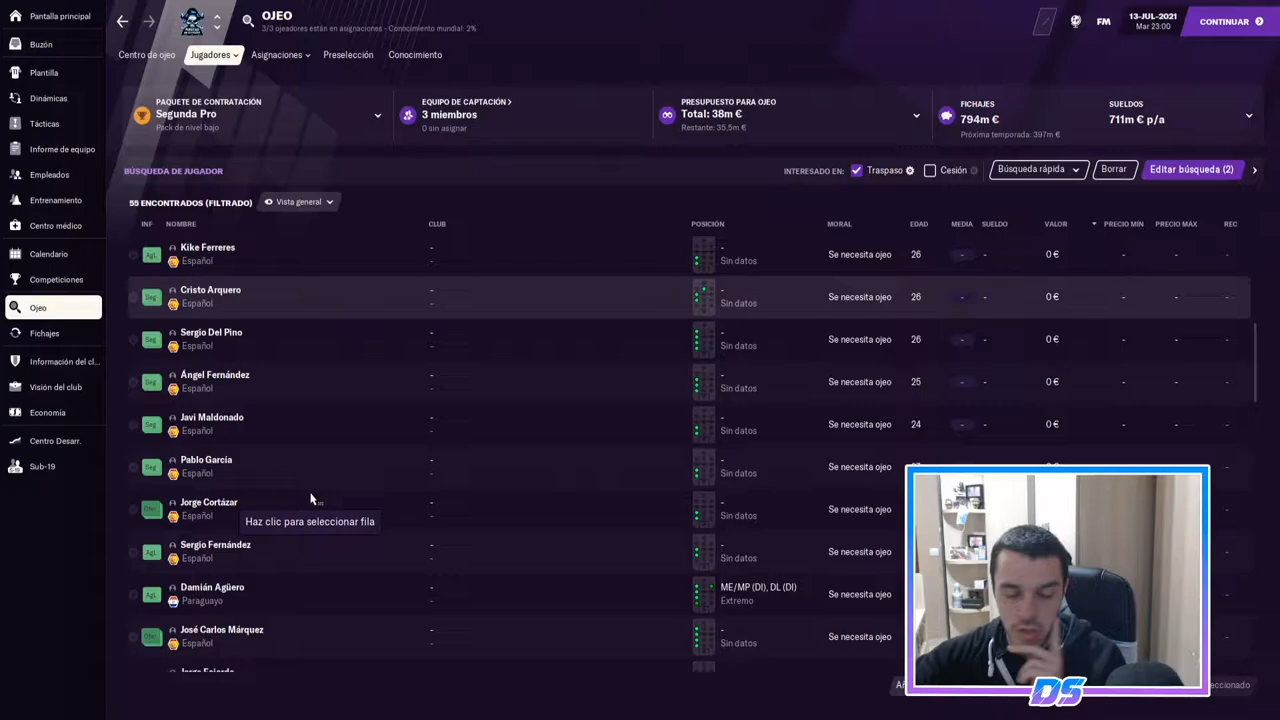 Pantalla principal
Buzón
Plantilla
Dinámicas
Tácticas
Informe de equipo
Empleados
Entrenamiento
Centro médico
Calendario
Competiciones
Ojeo
Fichajes
Información del cl...
Visión del club
Economía
Centro Desarr.
Sub-19
OJEO
3/3 ojeadores están en asignaciones · Conocimiento mundial: 2%
FM
13-JUL-2021
Mar 23:00
CONTINUAR
Centro de ojeo Jugadores Asignaciones Preselección Conocimiento
PAQUETE DE CONTRATACIÓN
Segunda Pro
Pack de nivel bajo
EQUIPO DE CAPTACIÓN
3 miembros
0 sin asignar
PRESUPUESTO PARA OJEO
Total: 38m €
Restante: 35,5m €
FICHAJES
794m €
Próxima temporada: 397m €
SUELDOS
711m € p/a
BÚSQUEDA DE JUGADOR
INTERESADO EN: Traspaso Cesión Búsqueda rápida Borrar Editar búsqueda (2)
55 ENCONTRADOS (FILTRADO) Vista general
INF NOMBRE CLUB POSICIÓN MORAL EDAD MEDIA SUELDO VALOR PRECIO MIN PRECIO MÁX REC
AgL Kike Ferreres - - Se necesita ojeo 26 - - 0 € - - -
Español Sin datos
Seg Cristo Arquero - - Se necesita ojeo 26 - - 0 € - - -
Español Sin datos
Seg Sergio Del Pino - - Se necesita ojeo 26 - - 0 € - - -
Español Sin datos
Seg Ángel Fernández - - Se necesita ojeo 25 - - 0 € - - -
Español Sin datos
Seg Javi Maldonado - - Se necesita ojeo 24 - - 0 € - - -
Español Sin datos
Seg Pablo García - - Se necesita ojeo
Español Sin datos
Jorge Cortázar - - Se necesita ojeo
Español Sin datos
Haz clic para seleccionar fila
AgL Sergio Fernández - - Se necesita ojeo
Español Sin datos
AgL Damián Agüero - ME/MP (DI), DL (DI) Se necesita ojeo
Paraguayo Extremo
José Carlos Márquez - - Se necesita ojeo
Español Sin datos
DS